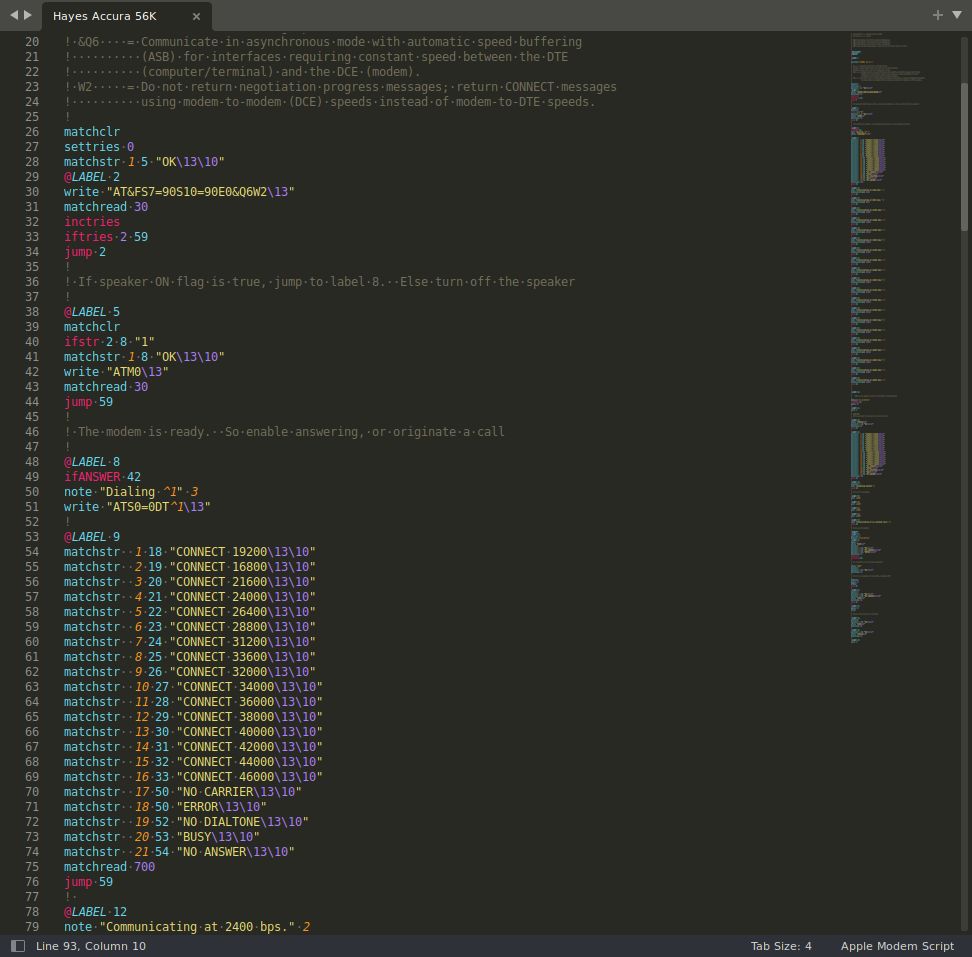 Hayes Accura 56K
20 ! &Q6    = Communicate in asynchronous mode with automatic speed buffering
21 !          (ASB) for interfaces requiring constant speed between the DTE
22 !          (computer/terminal) and the DCE (modem).
23 ! W2     = Do not return negotiation progress messages; return CONNECT messages
24 !          using modem-to-modem (DCE) speeds instead of modem-to-DTE speeds.
25 !
26 matchclr
27 settries 0
28 matchstr 1 5 "OK\13\10"
29 @LABEL 2
30 write "AT&FS7=90S10=90E0&Q6W2\13"
31 matchread 30
32 inctries
33 iftries 2 59
34 jump 2
35 !
36 ! If speaker ON flag is true, jump to label 8.  Else turn off the speaker
37 !
38 @LABEL 5
39 matchclr
40 ifstr 2 8 "1"
41 matchstr 1 8 "OK\13\10"
42 write "ATM0\13"
43 matchread 30
44 jump 59
45 !
46 ! The modem is ready.  So enable answering, or originate a call
47 !
48 @LABEL 8
49 ifANSWER 42
50 note "Dialing ^1" 3
51 write "ATS0=0DT^1\13"
52 !
53 @LABEL 9
54 matchstr  1 18 "CONNECT 19200\13\10"
55 matchstr  2 19 "CONNECT 16800\13\10"
56 matchstr  3 20 "CONNECT 21600\13\10"
57 matchstr  4 21 "CONNECT 24000\13\10"
58 matchstr  5 22 "CONNECT 26400\13\10"
59 matchstr  6 23 "CONNECT 28800\13\10"
60 matchstr  7 24 "CONNECT 31200\13\10"
61 matchstr  8 25 "CONNECT 33600\13\10"
62 matchstr  9 26 "CONNECT 32000\13\10"
63 matchstr  10 27 "CONNECT 34000\13\10"
64 matchstr  11 28 "CONNECT 36000\13\10"
65 matchstr  12 29 "CONNECT 38000\13\10"
66 matchstr  13 30 "CONNECT 40000\13\10"
67 matchstr  14 31 "CONNECT 42000\13\10"
68 matchstr  15 32 "CONNECT 44000\13\10"
69 matchstr  16 33 "CONNECT 46000\13\10"
70 matchstr  17 50 "NO CARRIER\13\10"
71 matchstr  18 50 "ERROR\13\10"
72 matchstr  19 52 "NO DIALTONE\13\10"
73 matchstr  20 53 "BUSY\13\10"
74 matchstr  21 54 "NO ANSWER\13\10"
75 matchread 700
76 jump 59
77 !
78 @LABEL 12
79 note "Communicating at 2400 bps." 2
Line 93, Column 10 Tab Size: 4 Apple Modem Script